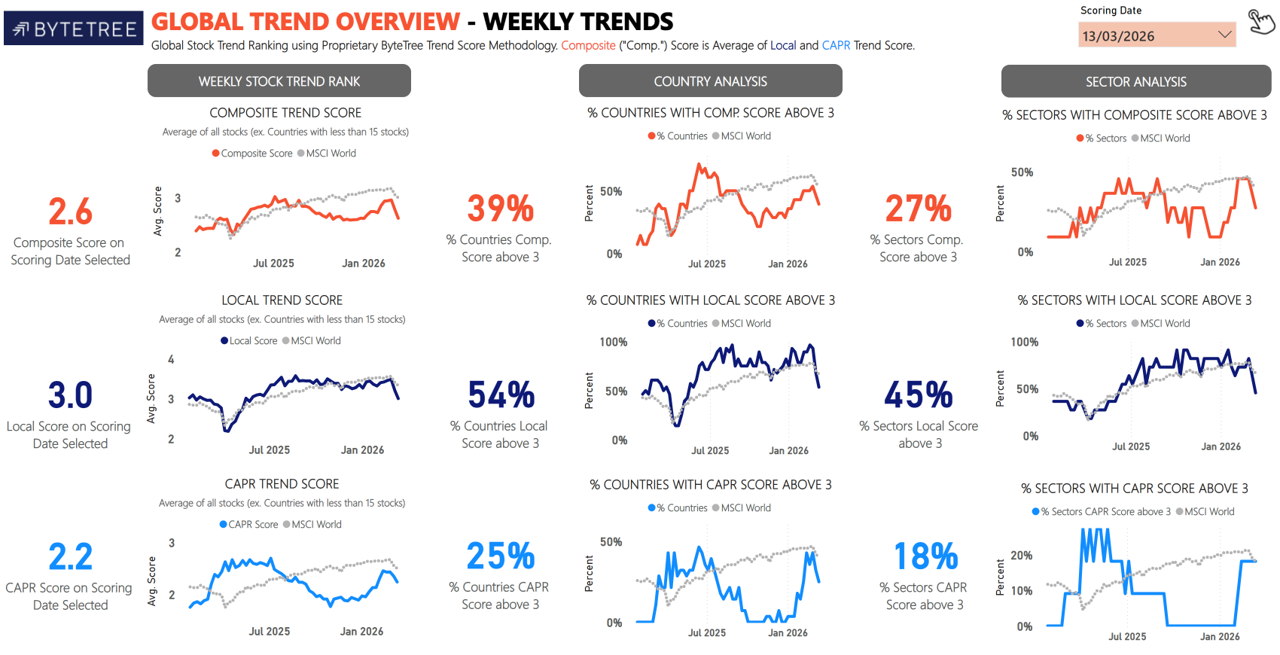 BYTETREE
GLOBAL TREND OVERVIEW - WEEKLY TRENDS
Global Stock Trend Ranking using Proprietary ByteTree Trend Score Methodology. Composite ("Comp.") Score is Average of Local and CAPR Trend Score.
Scoring Date
13/03/2026
WEEKLY STOCK TREND RANK
COMPOSITE TREND SCORE
Average of all stocks (ex. Countries with less than 15 stocks)
Composite Score MSCI World
Avg. Score
3
2
Jul 2025 Jan 2026
2.6
Composite Score on
Scoring Date Selected
LOCAL TREND SCORE
Average of all stocks (ex. Countries with less than 15 stocks)
Local Score MSCI World
Avg. Score
4
3
2
Jul 2025 Jan 2026
3.0
Local Score on Scoring
Date Selected
CAPR TREND SCORE
Average of all stocks (ex. Countries with less than 15 stocks)
CAPR Score MSCI World
Avg. Score
3
2
Jul 2025 Jan 2026
2.2
CAPR Score on Scoring
Date Selected
COUNTRY ANALYSIS
% COUNTRIES WITH COMP. SCORE ABOVE 3
% Countries MSCI World
Percent
50%
0%
Jul 2025 Jan 2026
39%
% Countries Comp.
Score above 3
% COUNTRIES WITH LOCAL SCORE ABOVE 3
% Countries MSCI World
Percent
100%
50%
0%
Jul 2025 Jan 2026
54%
% Countries Local
Score above 3
% COUNTRIES WITH CAPR SCORE ABOVE 3
% Countries MSCI World
Percent
50%
0%
Jul 2025 Jan 2026
25%
% Countries CAPR
Score above 3
SECTOR ANALYSIS
% SECTORS WITH COMPOSITE SCORE ABOVE 3
% Sectors MSCI World
Percent
50%
0%
Jul 2025 Jan 2026
27%
% Sectors Comp.
Score above 3
% SECTORS WITH LOCAL SCORE ABOVE 3
% Sectors MSCI World
Percent
100%
50%
0%
Jul 2025 Jan 2026
45%
% Sectors Local Score
above 3
% SECTORS WITH CAPR SCORE ABOVE 3
% Sectors CAPR Score above 3 MSCI World
Percent
20%
10%
0%
Jul 2025 Jan 2026
18%
% Sectors CAPR
Score above 3